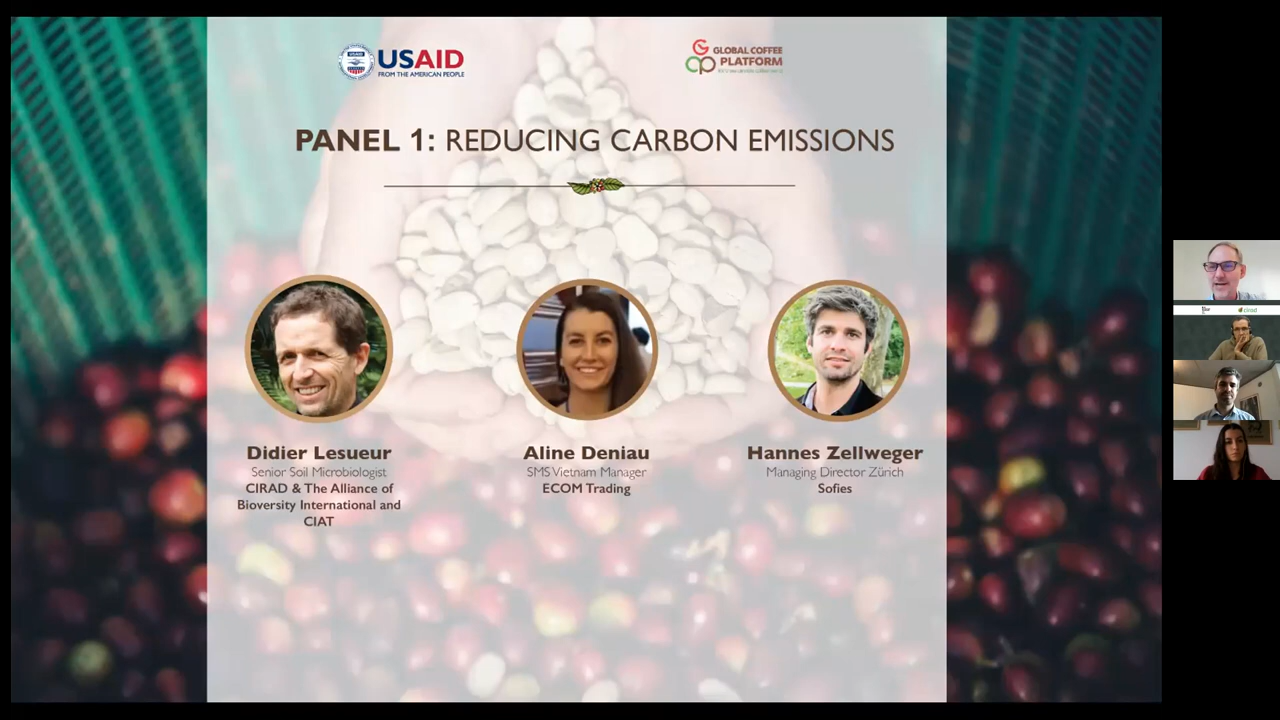 USAID
FROM THE AMERICAN PEOPLE
GLOBAL COFFEE
PLATFORM
PANEL 1: REDUCING CARBON EMISSIONS
Didier Lesueur
Senior Soil Microbiologist
CIRAD & The Alliance of
Bioversity International and
CIAT
Aline Deniau
SMS Vietnam Manager
ECOM Trading
Hannes Zellweger
Managing Director Zürich
Sofies
cirad